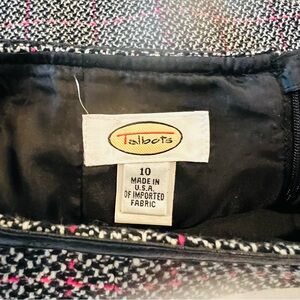 Talbots
10
MADE IN
U.S.A.
OF IMPORTED
FABRIC